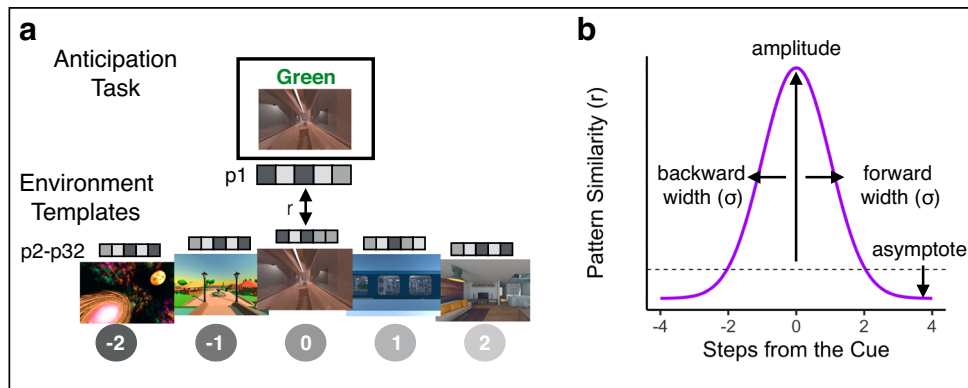 a
Anticipation
Task
Green
p1
r
Environment
Templates
p2-p32
-2
-1
0
1
2
b
amplitude
Pattern Similarity (r)
backward
width (σ)
forward
width (σ)
asymptote
-4
-2
0
2
4
Steps from the Cue